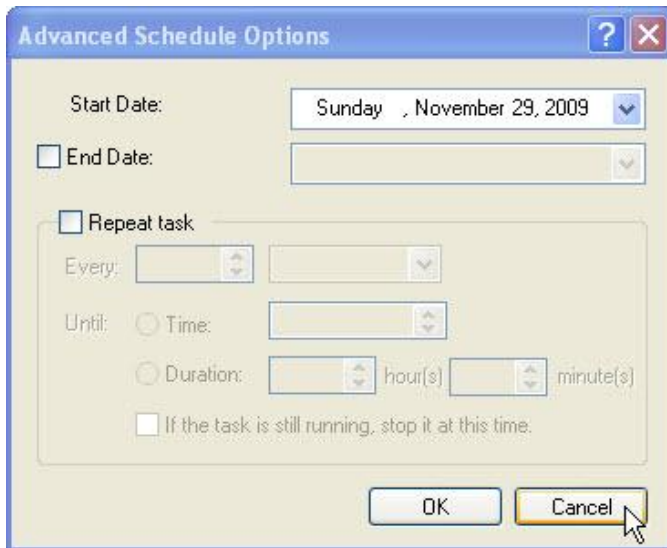 Advanced Schedule Options ?
Start Date: Sunday , November 29, 2009
End Date:
Repeat task
Every:
Until: Time:
Duration: hour(s) minute(s)
If the task is still running, stop it at this time.
OK Cancel